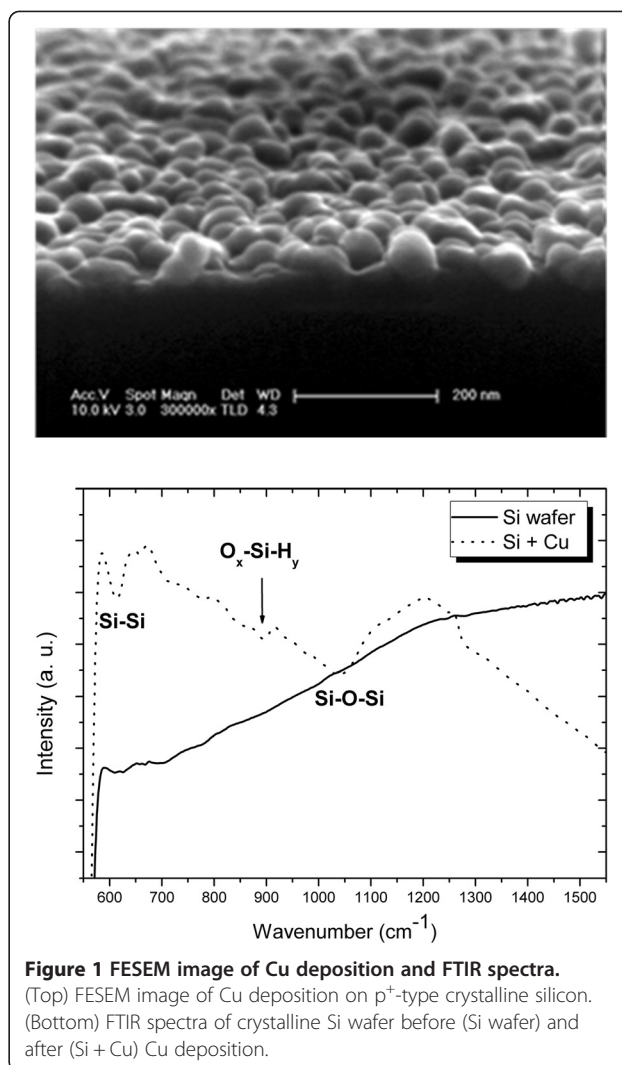 Acc.V Spot Magn Det WD 200 nm
10.0 kV 3.0 300000x TLD 4.3
Si wafer
Si + Cu
Oₓ-Si-Hᵧ
Si-Si
Si-O-Si
Intensity (a. u.)
600 700 800 900 1000 1100 1200 1300 1400 1500
Wavenumber (cm⁻¹)
Figure 1 FESEM image of Cu deposition and FTIR spectra.
(Top) FESEM image of Cu deposition on p⁺-type crystalline silicon.
(Bottom) FTIR spectra of crystalline Si wafer before (Si wafer) and
after (Si + Cu) Cu deposition.